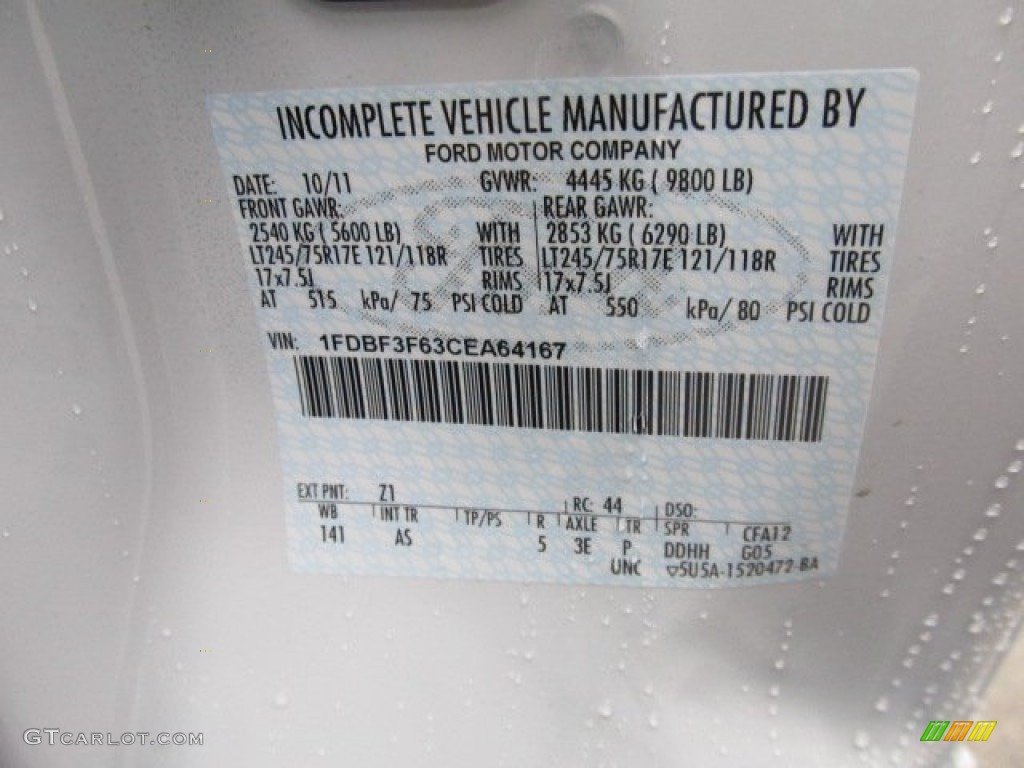 INCOMPLETE VEHICLE MANUFACTURED BY
FORD MOTOR COMPANY
DATE: 10/11 GVWR: 4445 KG ( 9800 LB)
FRONT GAWR: REAR GAWR:
2540 KG ( 5600 LB) WITH 2853 KG ( 6290 LB) WITH
LT245/75R17E 121/118R TIRES LT245/75R17E 121/118R TIRES
17x7.5J RIMS 17x7.5J RIMS
AT 515 kPa/ 75 PSI COLD AT 550 kPa/ 80 PSI COLD
VIN: 1FDBF3F63CEA64167
EXT PNT: Z1 RC: 44 DSO:
WB INT TR TP/PS R AXLE TR SPR CFA12
141 AS 5 3E P DDHH G05
UNC ▽5U5A-1520472-BA
GTCARLOT.COM